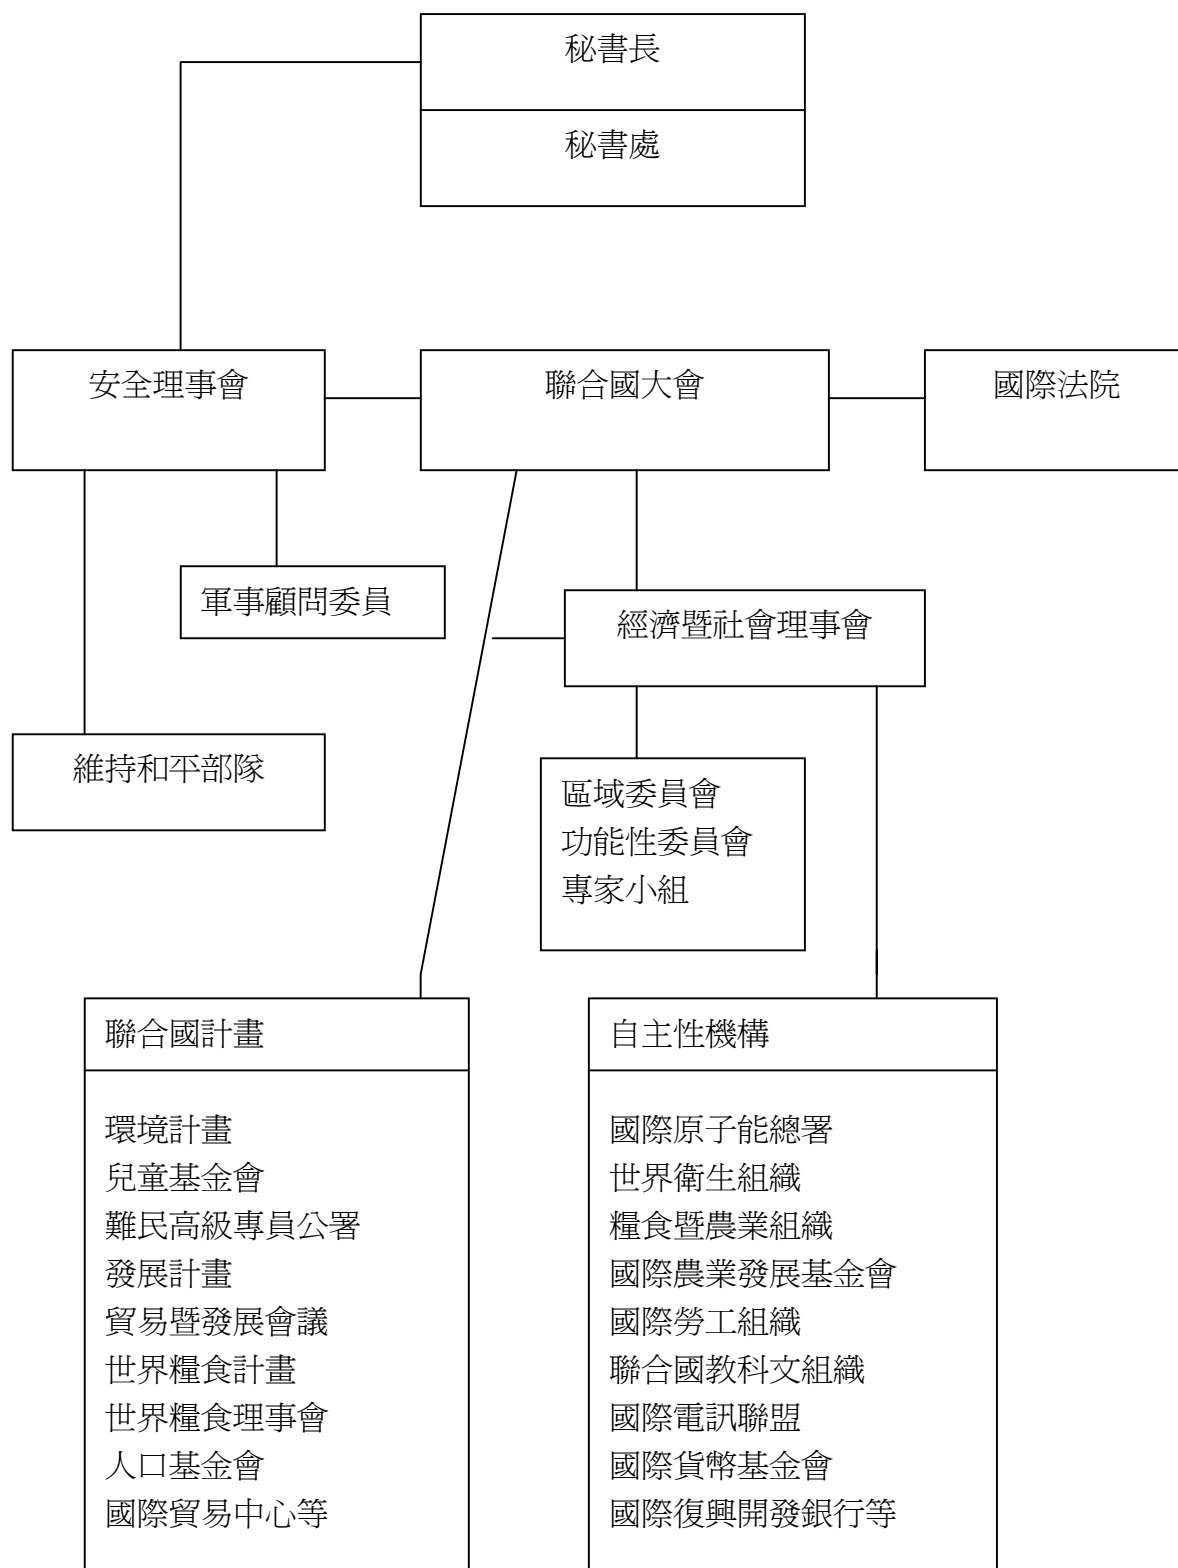 秘書長
秘書處
安全理事會
聯合國大會
國際法院
軍事顧問委員
經濟暨社會理事會
維持和平部隊
區域委員會
功能性委員會
專家小組
聯合國計畫
環境計畫
兒童基金會
難民高級專員公署
發展計畫
貿易暨發展會議
世界糧食計畫
世界糧食理事會
人口基金會
國際貿易中心等
自主性機構
國際原子能總署
世界衛生組織
糧食暨農業組織
國際農業發展基金會
國際勞工組織
聯合國教科文組織
國際電訊聯盟
國際貨幣基金會
國際復興開發銀行等